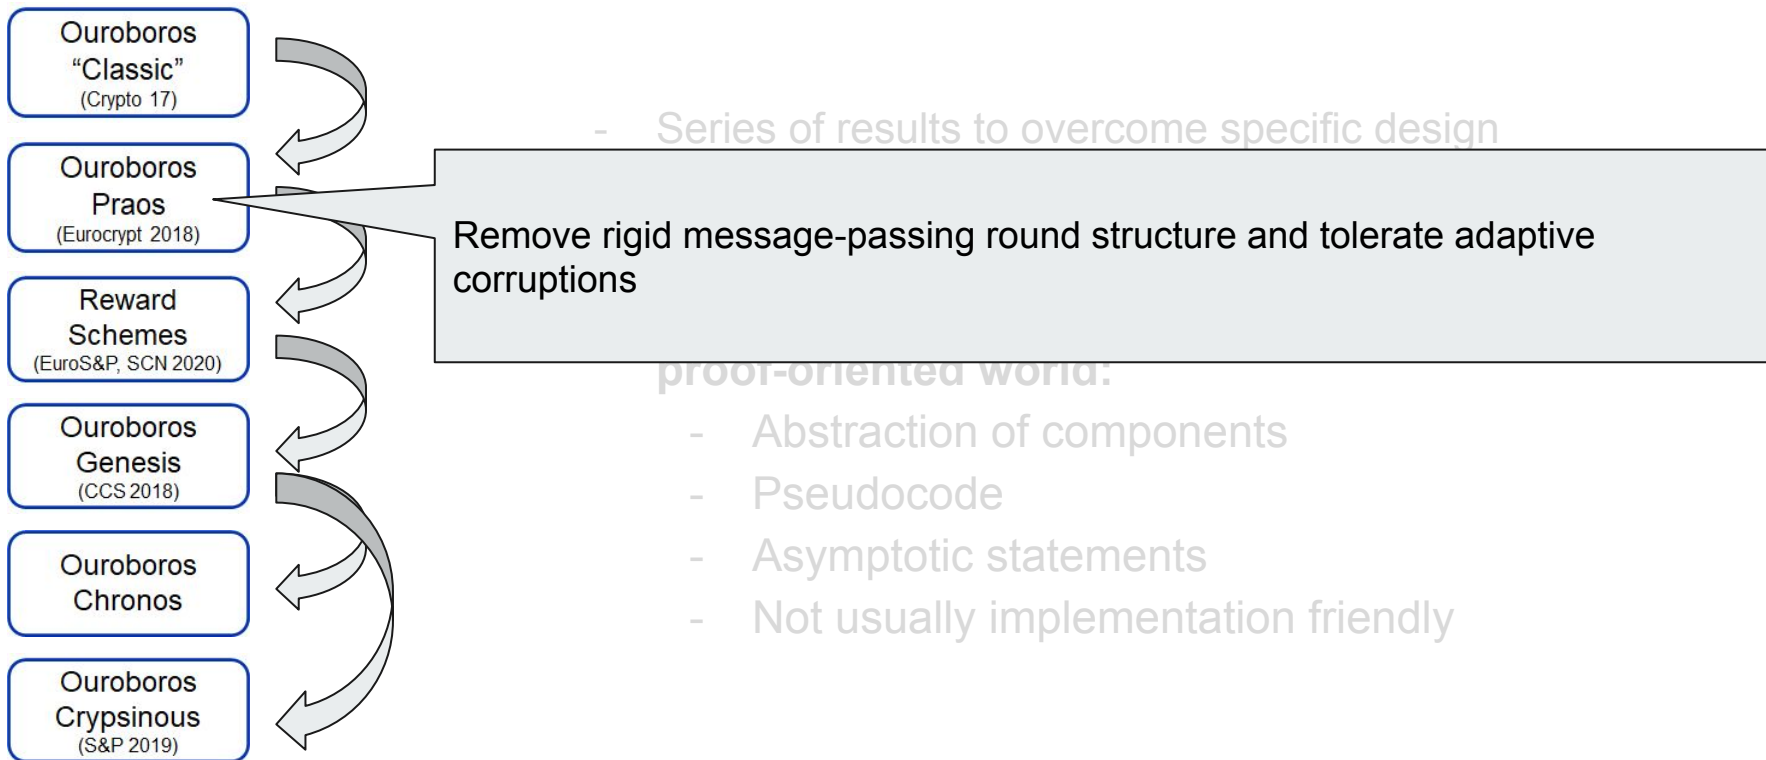 Ouroboros
“Classic”
(Crypto 17)
Ouroboros
Praos
(Eurocrypt 2018)
Reward
Schemes
(EuroS&P, SCN 2020)
Ouroboros
Genesis
(CCS 2018)
Ouroboros
Chronos
Ouroboros
Crypsinous
(S&P 2019)
- Series of results to overcome specific design
Remove rigid message-passing round structure and tolerate adaptive
corruptions
proof-oriented world:
- Abstraction of components
- Pseudocode
- Asymptotic statements
- Not usually implementation friendly